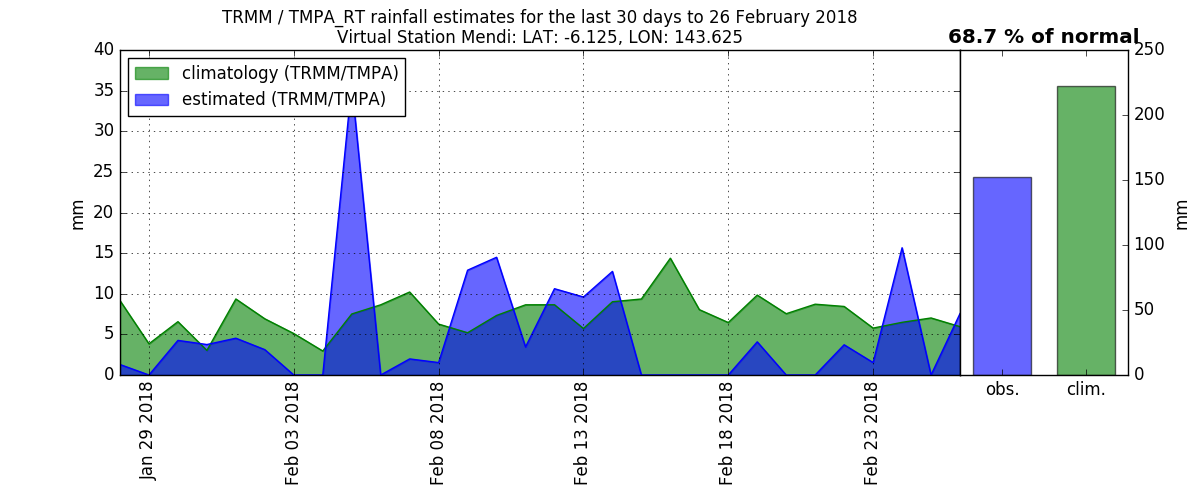 TRMM / TMPA_RT rainfall estimates for the last 30 days to 26 February 2018
Virtual Station Mendi: LAT: -6.125, LON: 143.625
68.7 % of normal
climatology (TRMM/TMPA)
estimated (TRMM/TMPA)
mm
40
35
30
25
20
15
10
5
0
Jan 29 2018
Feb 03 2018
Feb 08 2018
Feb 13 2018
Feb 18 2018
Feb 23 2018
obs.
clim.
250
200
150
100
50
0
mm